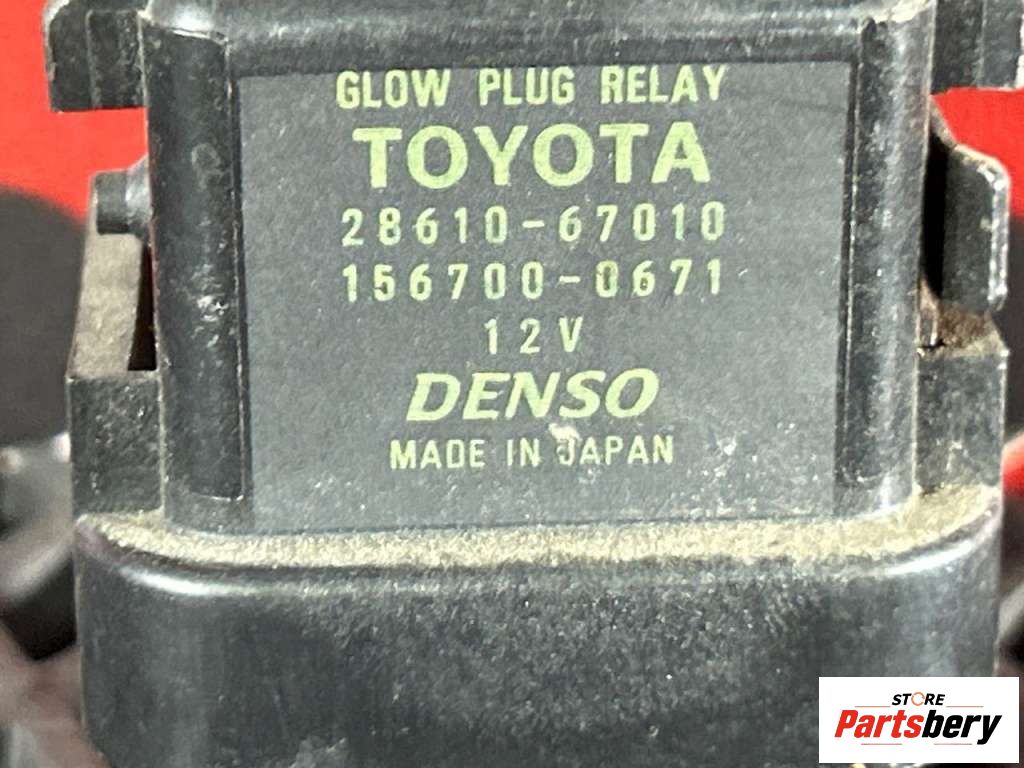 GLOW PLUG RELAY
TOYOTA
28610-67010
156700-0671
12V
DENSO
MADE IN JAPAN
STORE
Partsbery